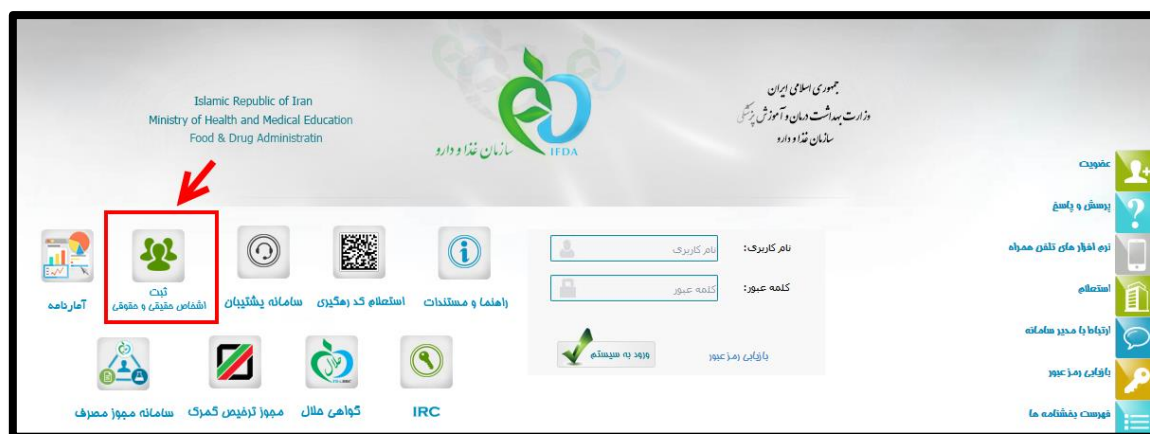 Islamic Republic of Iran
Ministry of Health and Medical Education
Food & Drug Administratin
سازمان غذا و دارو
IFDA
جمهوری اسلامی ایران
وزارت بهداشت درمان و آموزش پزشکی
سازمان غذا و دارو
عضویت
پرسش و پاسخ
نرم افزار های تلفن همراه
استعلام
ارتباط با مدیر سامانه
بازیابی رمز عبور
فهرست بخشنامه ها
نام کاربری:
نام کاربری
کلمه عبور:
کلمه عبور
بازیابی رمز عبور
ورود به سیستم
راهنما و مستندات
استعلام کد رهگیری
سامانه پشتیبان
ثبت
اشخاص حقیقی و حقوقی
آمارنامه
IRC
گواهی حلال
مجوز ترخیص گمرک
سامانه مجوز مصرف